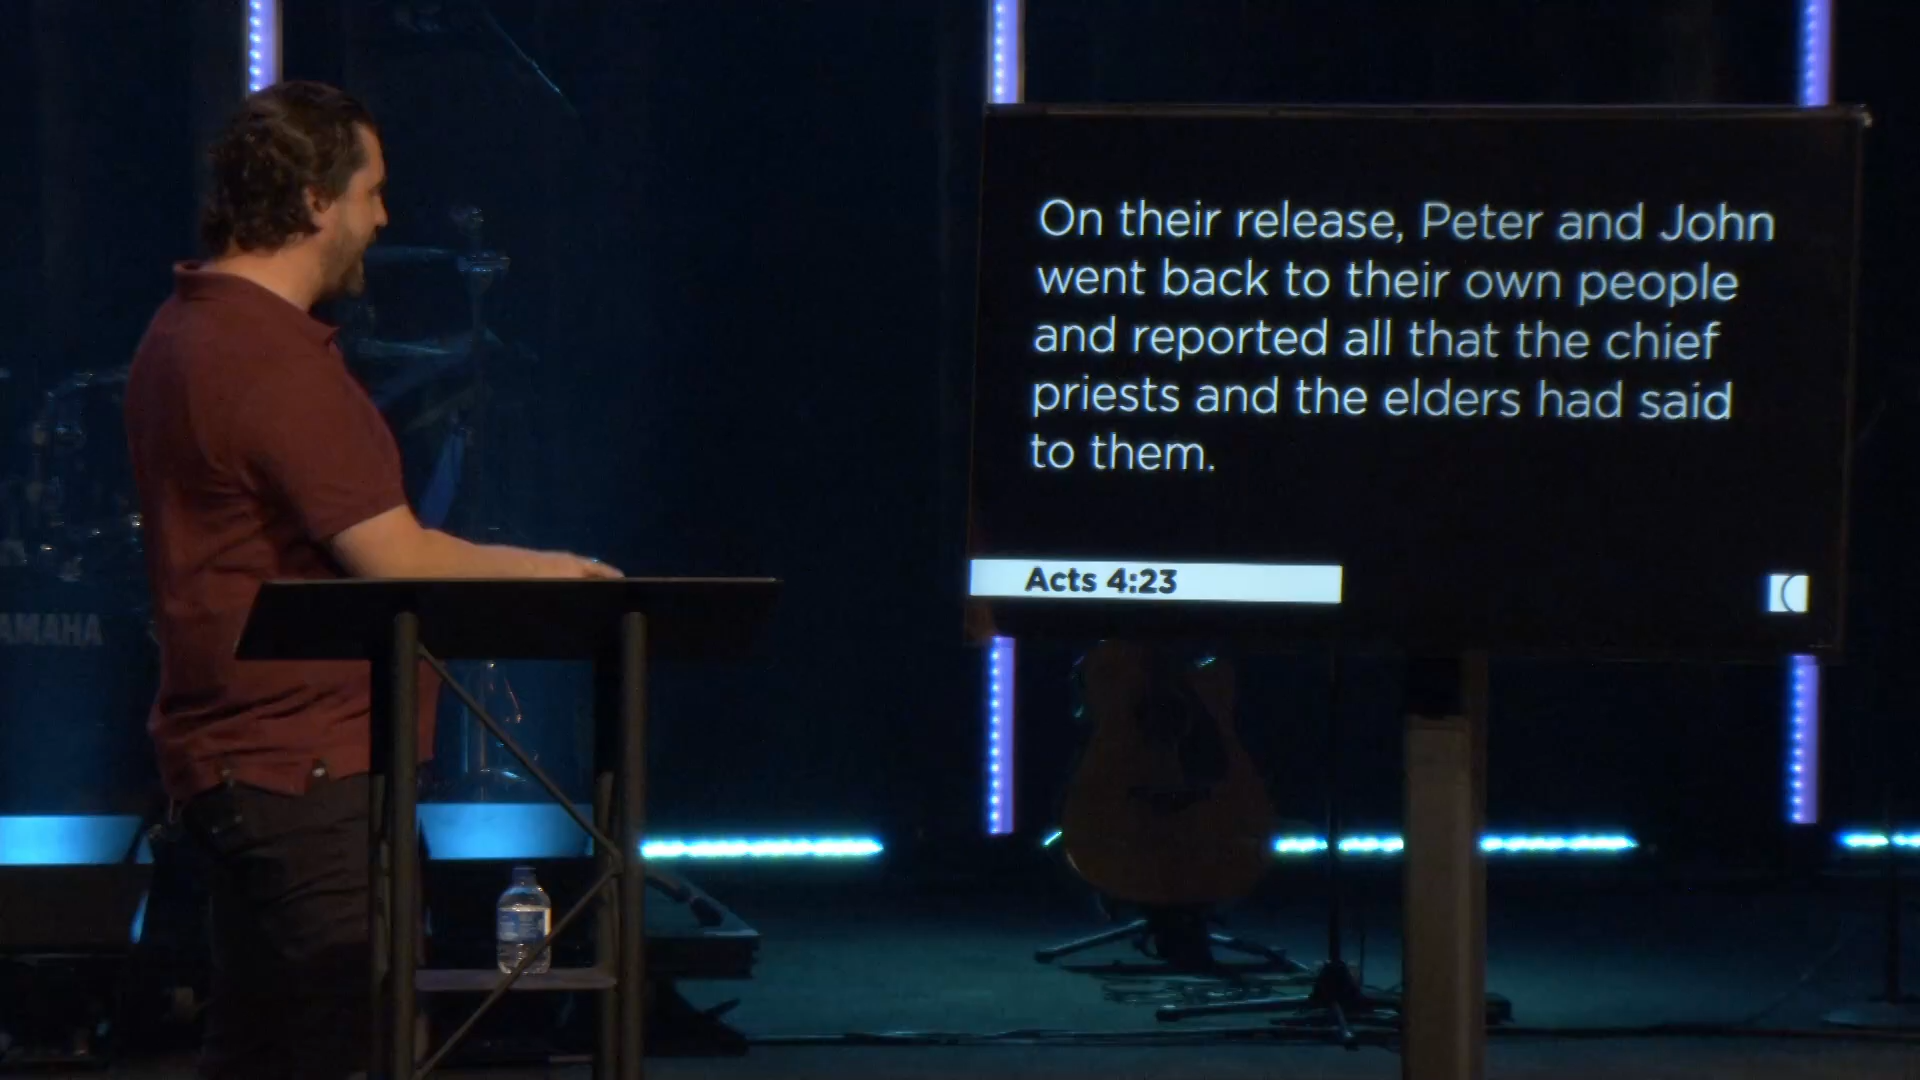 On their release, Peter and John
went back to their own people
and reported all that the chief
priests and the elders had said
to them.
Acts 4:23
AMAHA